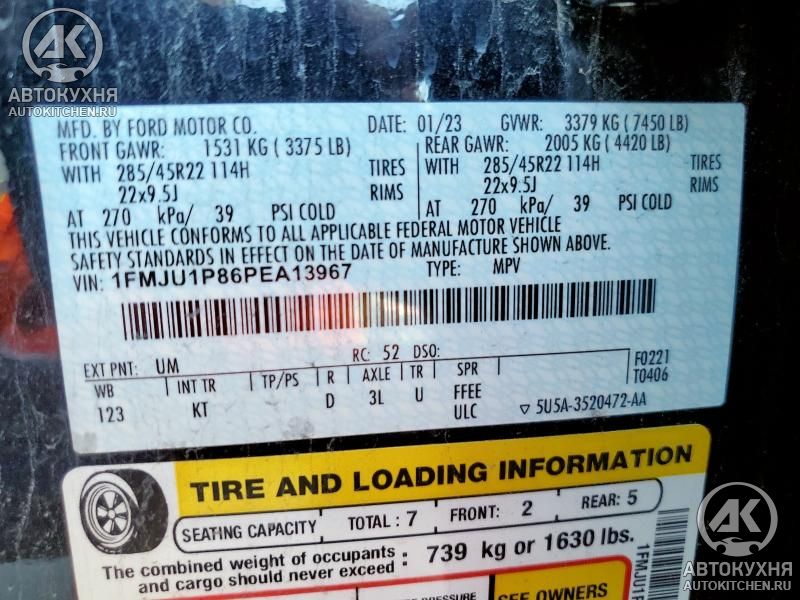 АК
АВТОКУХНЯ
AUTOKITCHEN.RU
MFD. BY FORD MOTOR CO. DATE: 01/23 GVWR: 3379 KG ( 7450 LB)
FRONT GAWR: 1531 KG ( 3375 LB) REAR GAWR: 2005 KG ( 4420 LB)
WITH 285/45R22 114H TIRES WITH 285/45R22 114H TIRES
22x9.5J RIMS 22x9.5J RIMS
AT 270 kPa/ 39 PSI COLD AT 270 kPa/ 39 PSI COLD
THIS VEHICLE CONFORMS TO ALL APPLICABLE FEDERAL MOTOR VEHICLE
SAFETY STANDARDS IN EFFECT ON THE DATE OF MANUFACTURE SHOWN ABOVE.
VIN: 1FMJU1P86PEA13967 TYPE: MPV
EXT PNT: UM RC: 52 DSO: F0221
WB INT TR TP/PS R AXLE TR SPR T0406
123 KT D 3L U FFEE
ULC ▽ 5U5A-3520472-AA
TIRE AND LOADING INFORMATION
SEATING CAPACITY TOTAL : 7 FRONT: 2 REAR: 5
The combined weight of occupants
and cargo should never exceed : 739 kg or 1630 lbs.
SEE OWNERS
АК
АВТОКУХНЯ
AUTOKITCHEN.RU